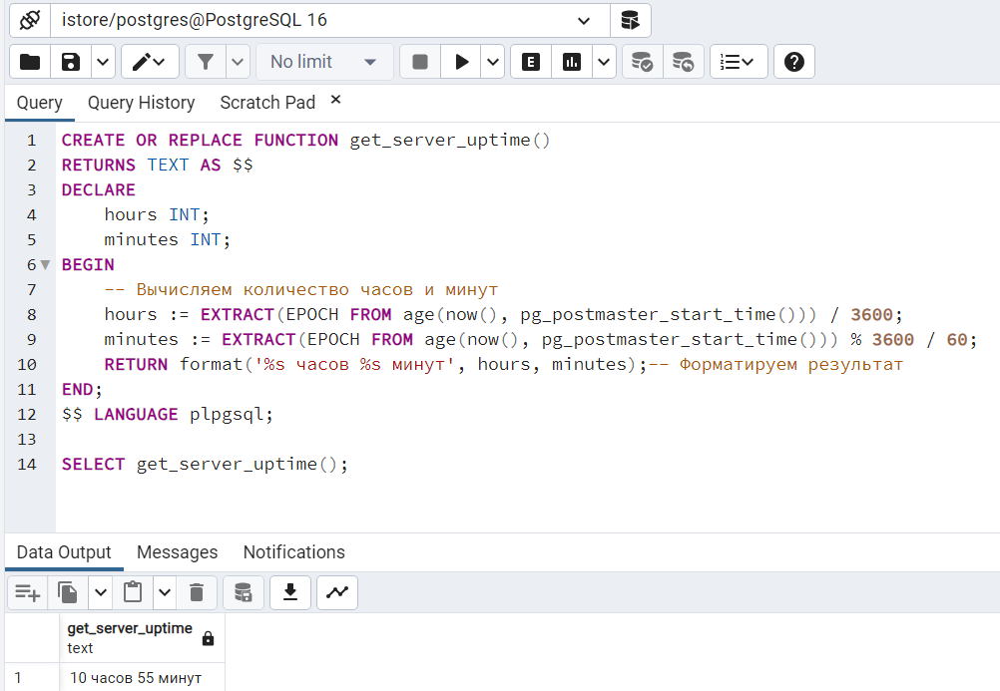 istore/postgres@PostgreSQL 16
No limit
E
Query Query History Scratch Pad ×
1 CREATE OR REPLACE FUNCTION get_server_uptime()
2 RETURNS TEXT AS $$
3 DECLARE
4 hours INT;
5 minutes INT;
6 BEGIN
7 -- Вычисляем количество часов и минут
8 hours := EXTRACT(EPOCH FROM age(now(), pg_postmaster_start_time())) / 3600;
9 minutes := EXTRACT(EPOCH FROM age(now(), pg_postmaster_start_time())) % 3600 / 60;
10 RETURN format('%s часов %s минут', hours, minutes);-- Форматируем результат
11 END;
12 $$ LANGUAGE plpgsql;
13
14 SELECT get_server_uptime();
Data Output Messages Notifications
get_server_uptime
text
1 10 часов 55 минут